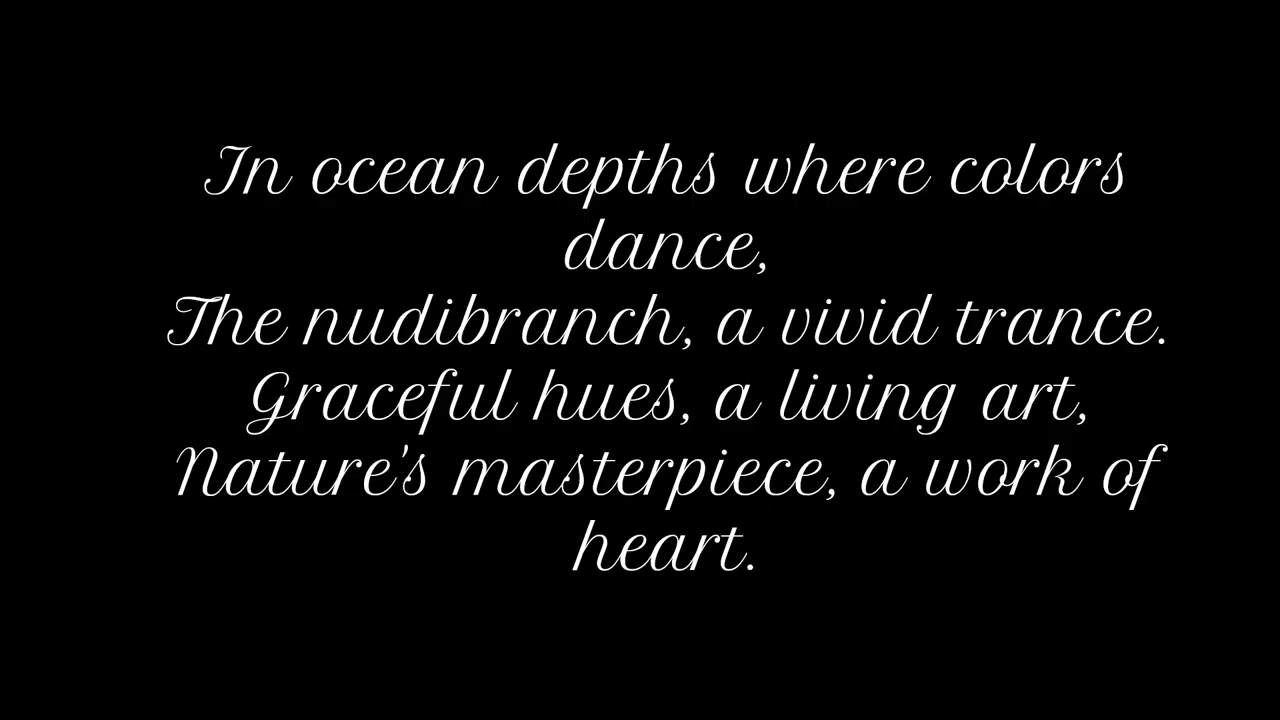 In ocean depths where colors
dance,
The nudibranch, a vivid trance.
Graceful hues, a living art,
Nature's masterpiece, a work of
heart.